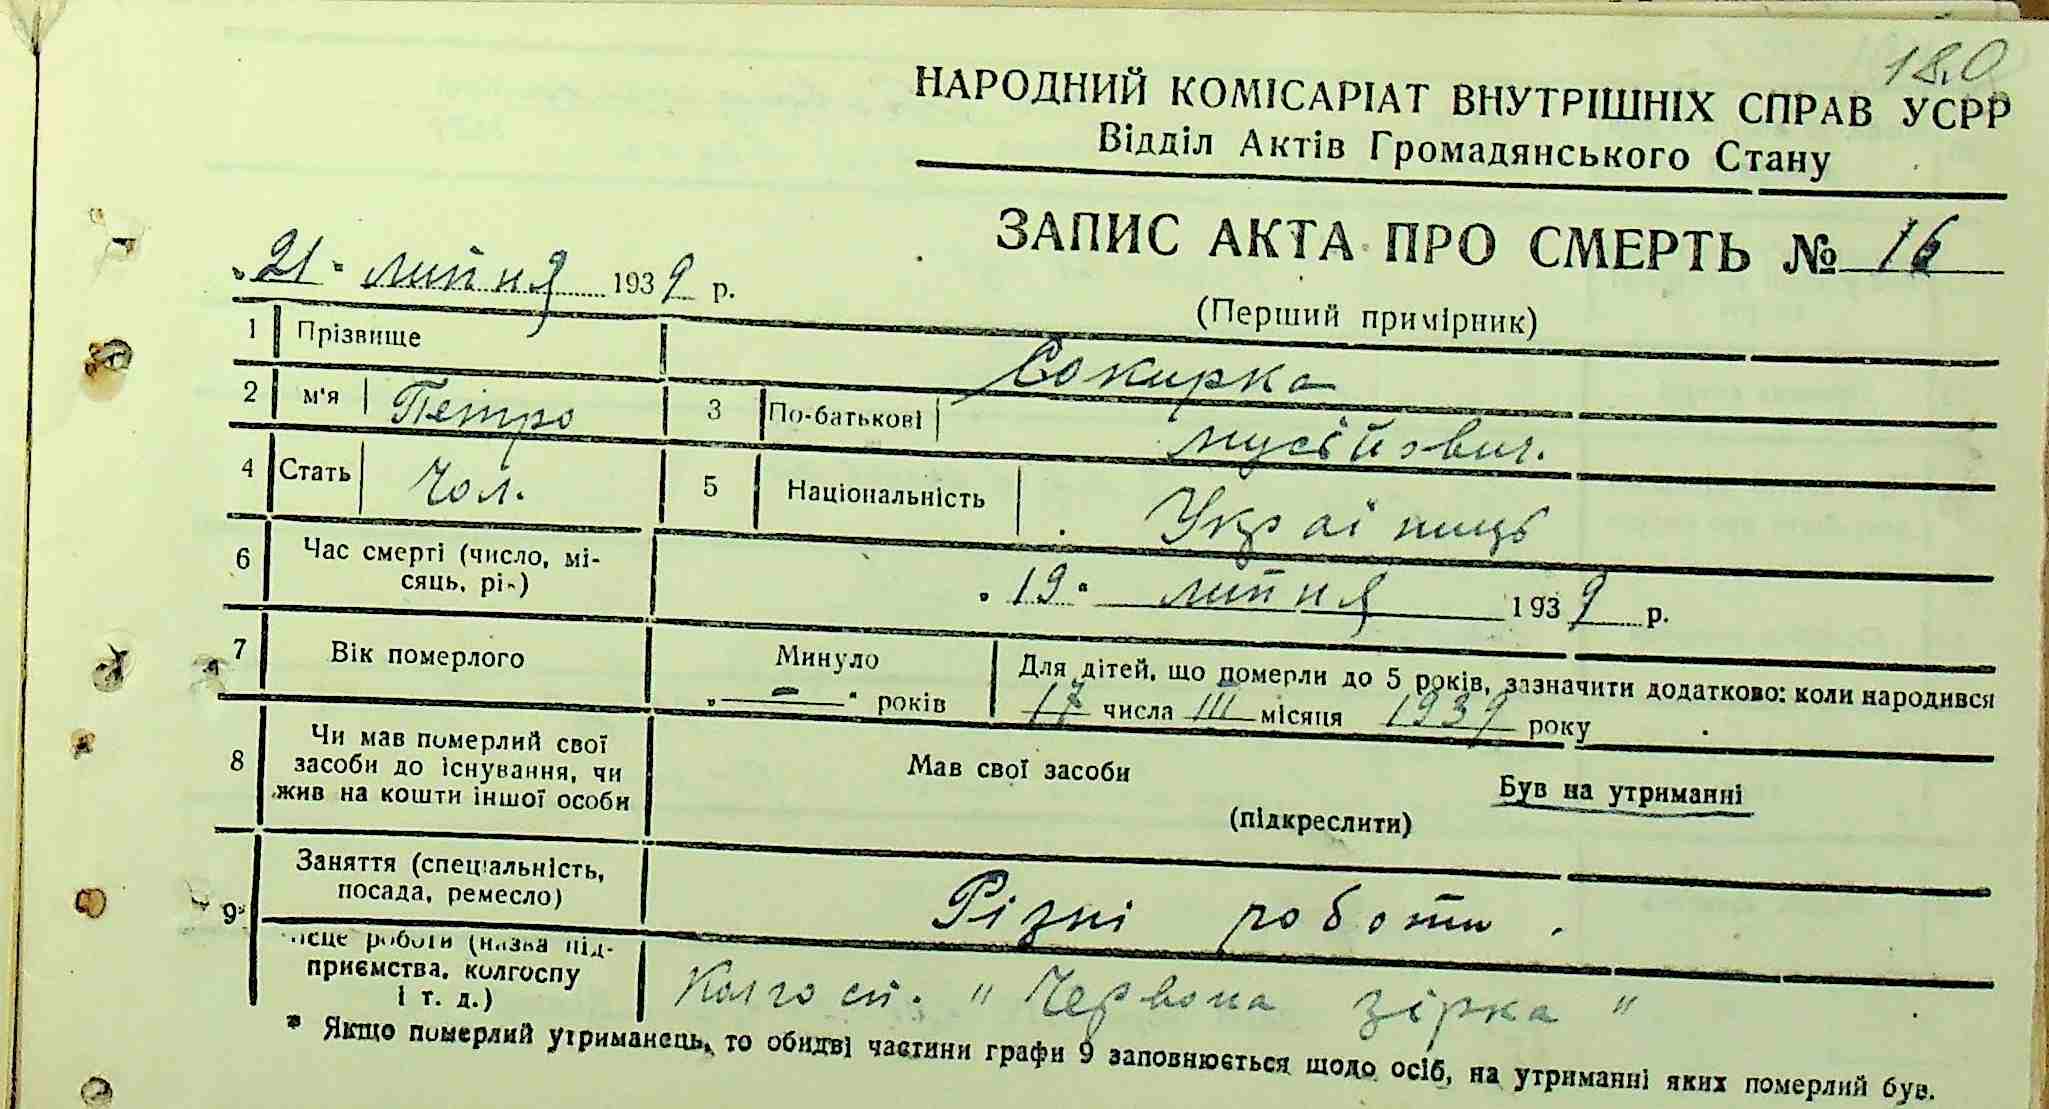 180
НАРОДНИЙ КОМІСАРІАТ ВНУТРІШНІХ СПРАВ УСРР
Відділ Актів Громадянського Стану
ЗАПИС АКТА ПРО СМЕРТЬ № 16
„21" липня 1939 р.
(Перший примірник)
1 Прізвище Сокирка
2 м'я Петро 3 По-батькові Мусійович.
4 Стать Чол. 5 Національність Українець
6 Час смерті (число, мі-
сяць, рі-) „19" липня 1939 р.
7 Вік померлого Минуло „-" років Для дітей, що померли до 5 років, зазначити додатково: коли народився
17 числа III місяця 1939 року
8 Чи мав померлий свої
засоби до існування, чи
жив на кошти іншої особи
Мав свої засоби Був на утриманні
(підкреслити)
9 Заняття (спеціальність,
посада, ремесло) Різні роботи.
ісце роботи (назва під-
приємства, колгоспу
і т. д.) Колгосп. "Червона зірка"
* Якщо померлий утриманець, то обидві частини графи 9 заповнюється щодо осіб, на утриманні яких померлий був.